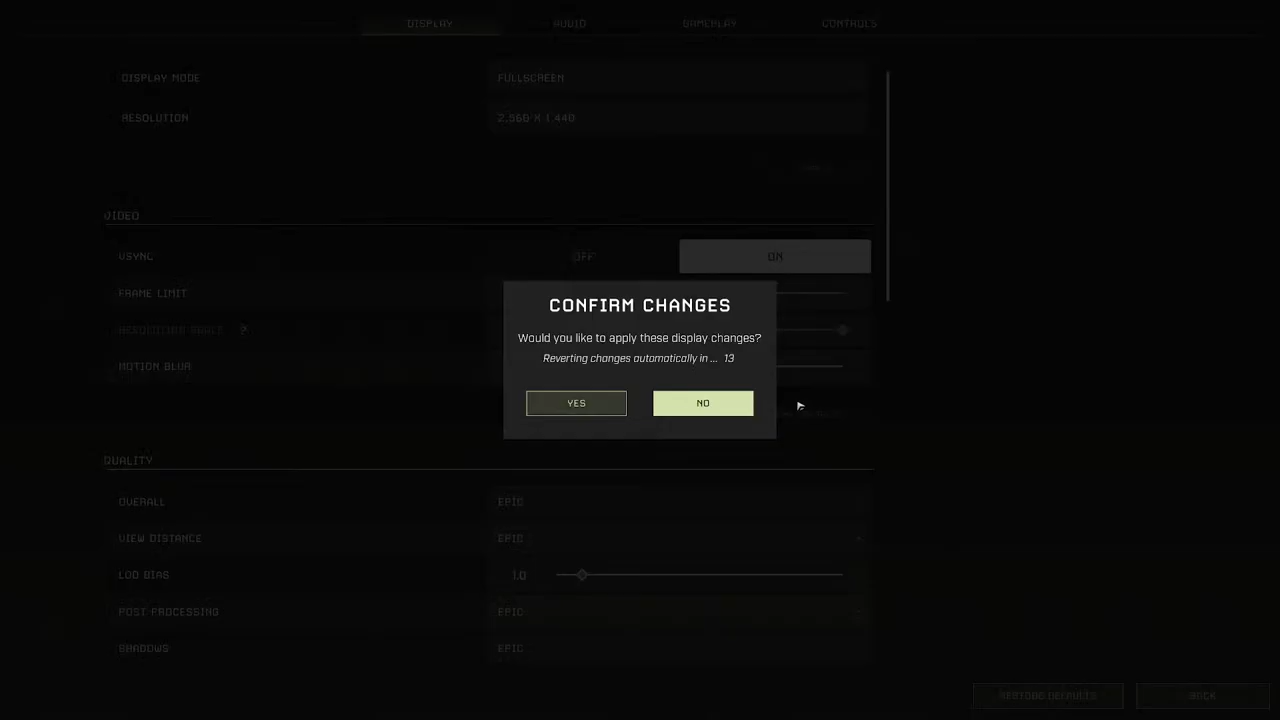 DISPLAY AUDIO GAMEPLAY CONTROLS
DISPLAY MODE FULLSCREEN
RESOLUTION 2,560 X 1,440
VIDEO
VSYNC OFF ON
FRAME LIMIT
CONFIRM CHANGES
Would you like to apply these display changes?
?
Reverting changes automatically in ... 13
MOTION BLUR
YES NO
QUALITY
OVERALL EPIC
VIEW DISTANCE EPIC
LOD BIAS 1.0
POST PROCESSING EPIC
SHADOWS EPIC
RESTORE DEFAULTS BACK